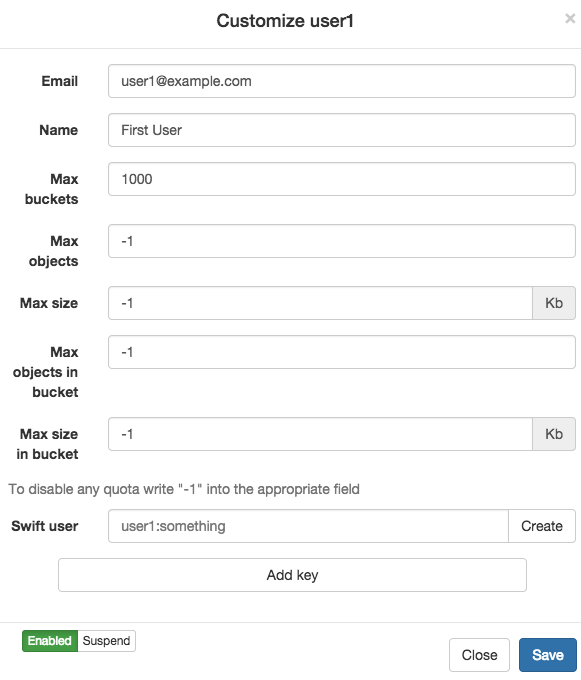 Customize user1 ×
Email user1@example.com
Name First User
Max buckets 1000
Max objects -1
Max size -1 Kb
Max objects in bucket -1
Max size in bucket -1 Kb
To disable any quota write "-1" into the appropriate field
Swift user user1:something Create
Add key
Enabled Suspend
Close Save